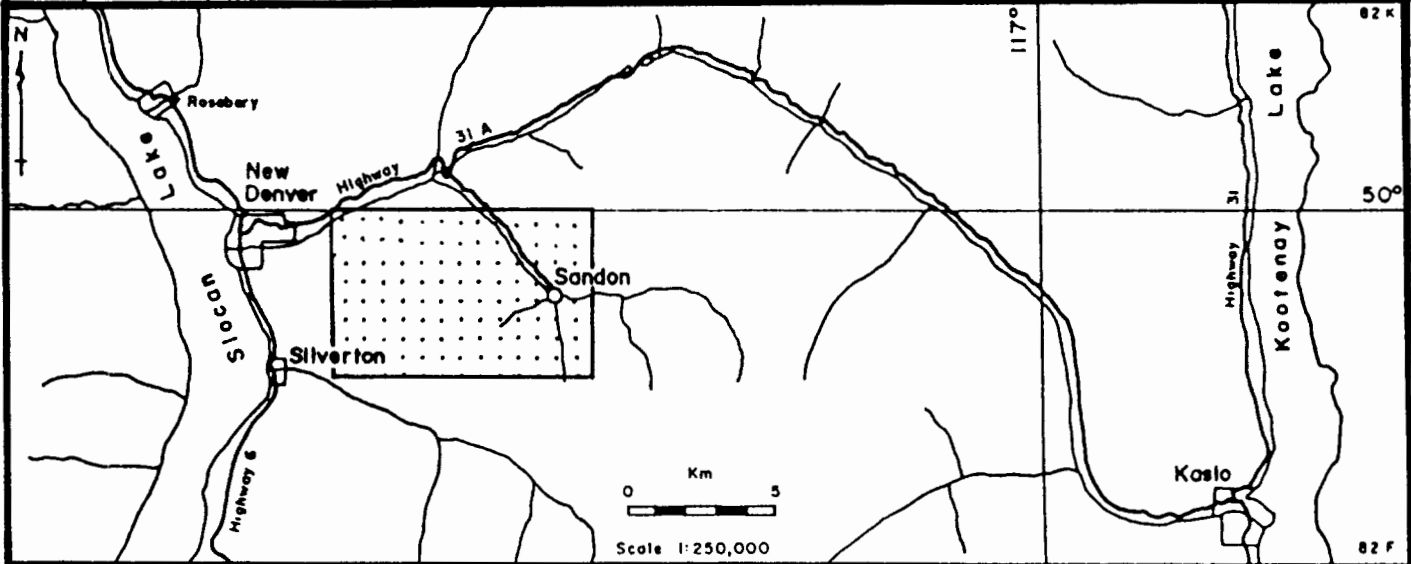 N
117°
82 K
Rosebery
Lake
Lake
31 A
New
Denver
Highway
31
50°
Slocan
Sandon
Highway
Kootenay
Silverton
Km
0 5
Kaslo
Highway 6
Scale 1:250,000
82 F